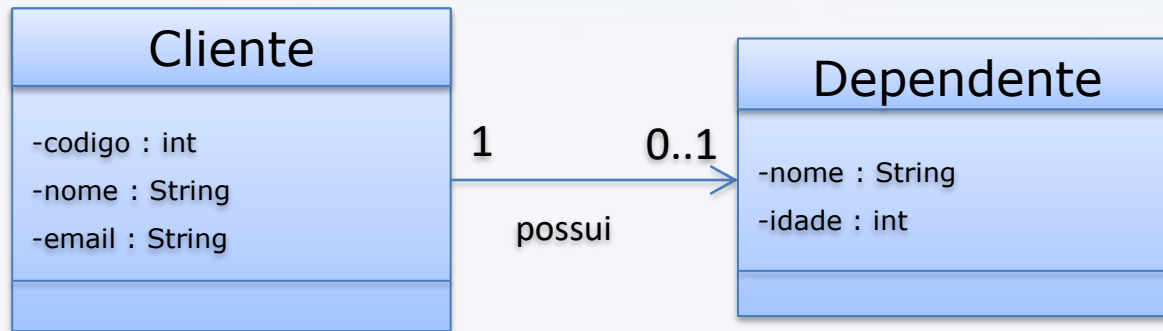 Cliente
-codigo : int
-nome : String
-email : String
1
0..1
possui
Dependente
-nome : String
-idade : int